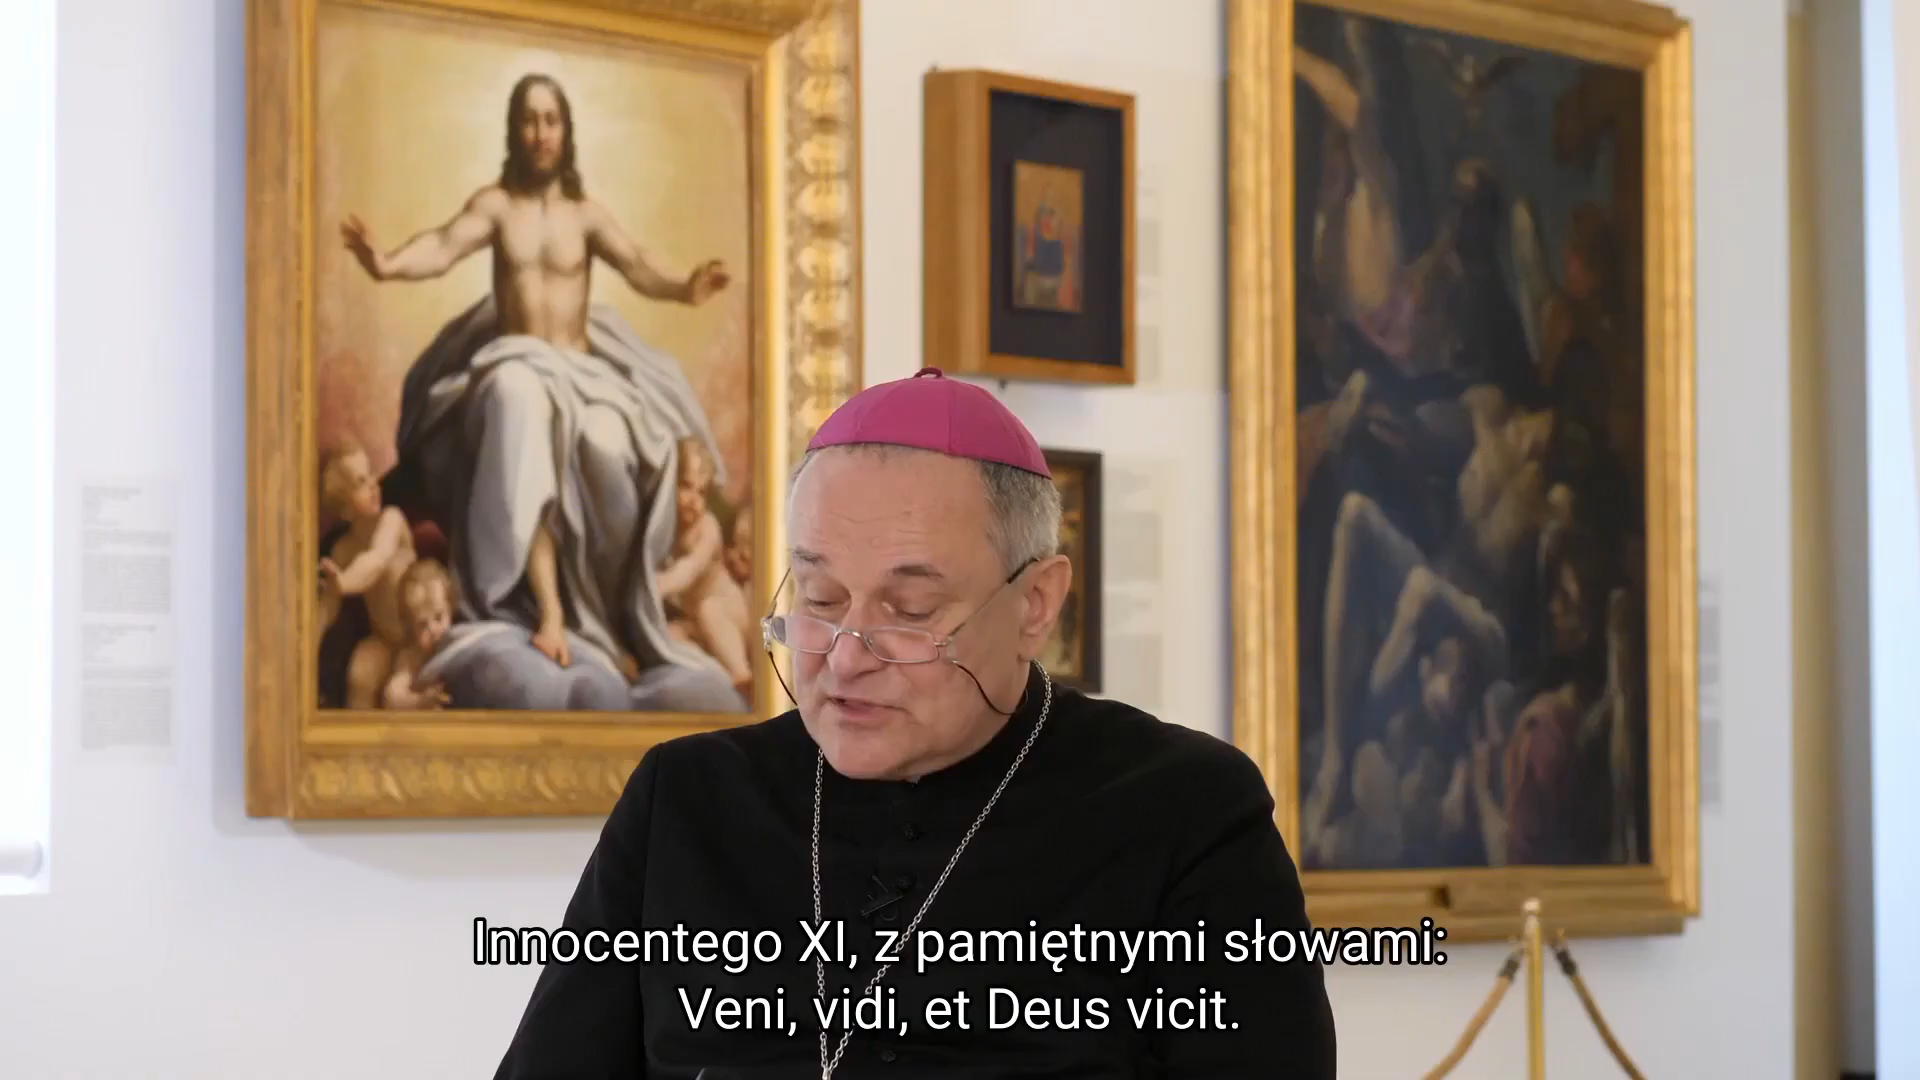 Innocentego XI, z pamiętnymi słowami:
Veni, vidi, et Deus vicit.